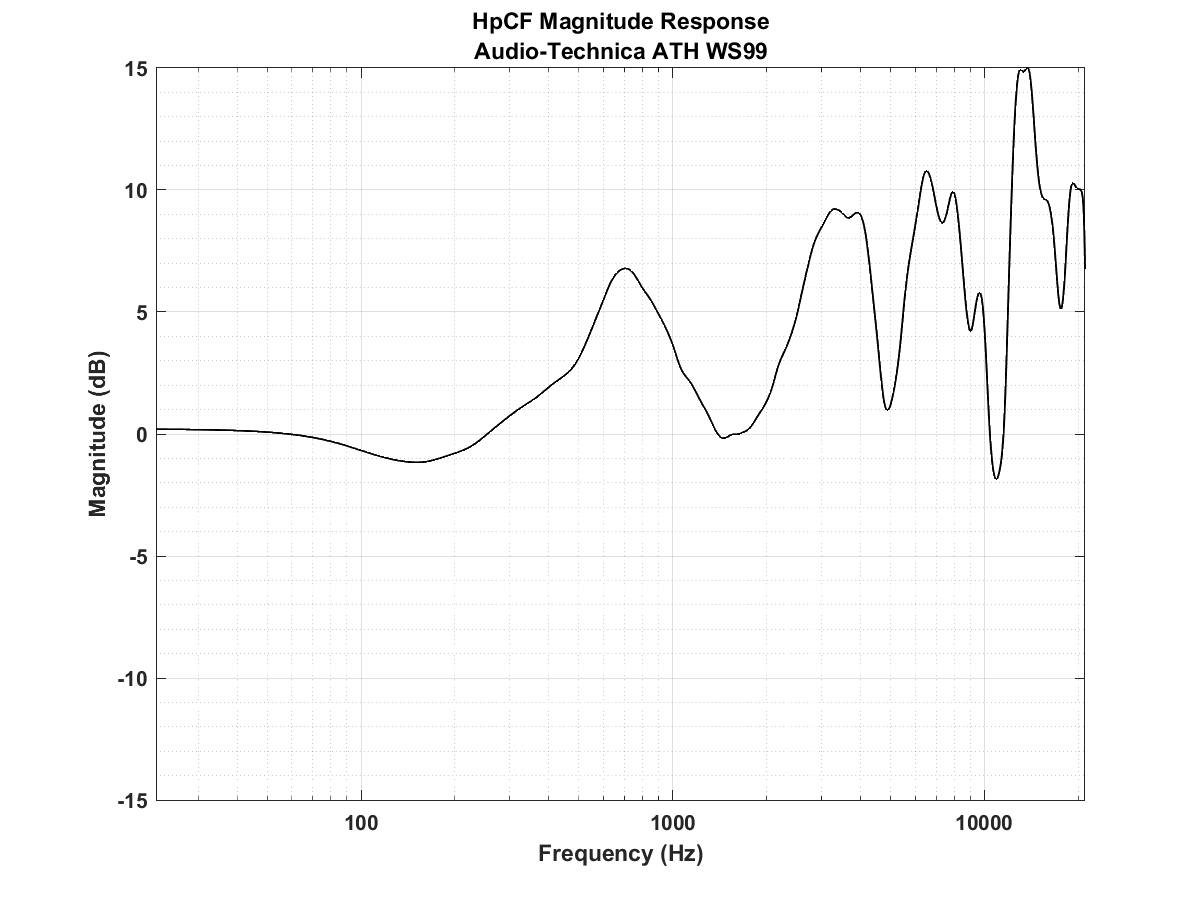 HpCF Magnitude Response
Audio-Technica ATH WS99
15
10
5
0
-5
-10
-15
Magnitude (dB)
100
1000
10000
Frequency (Hz)